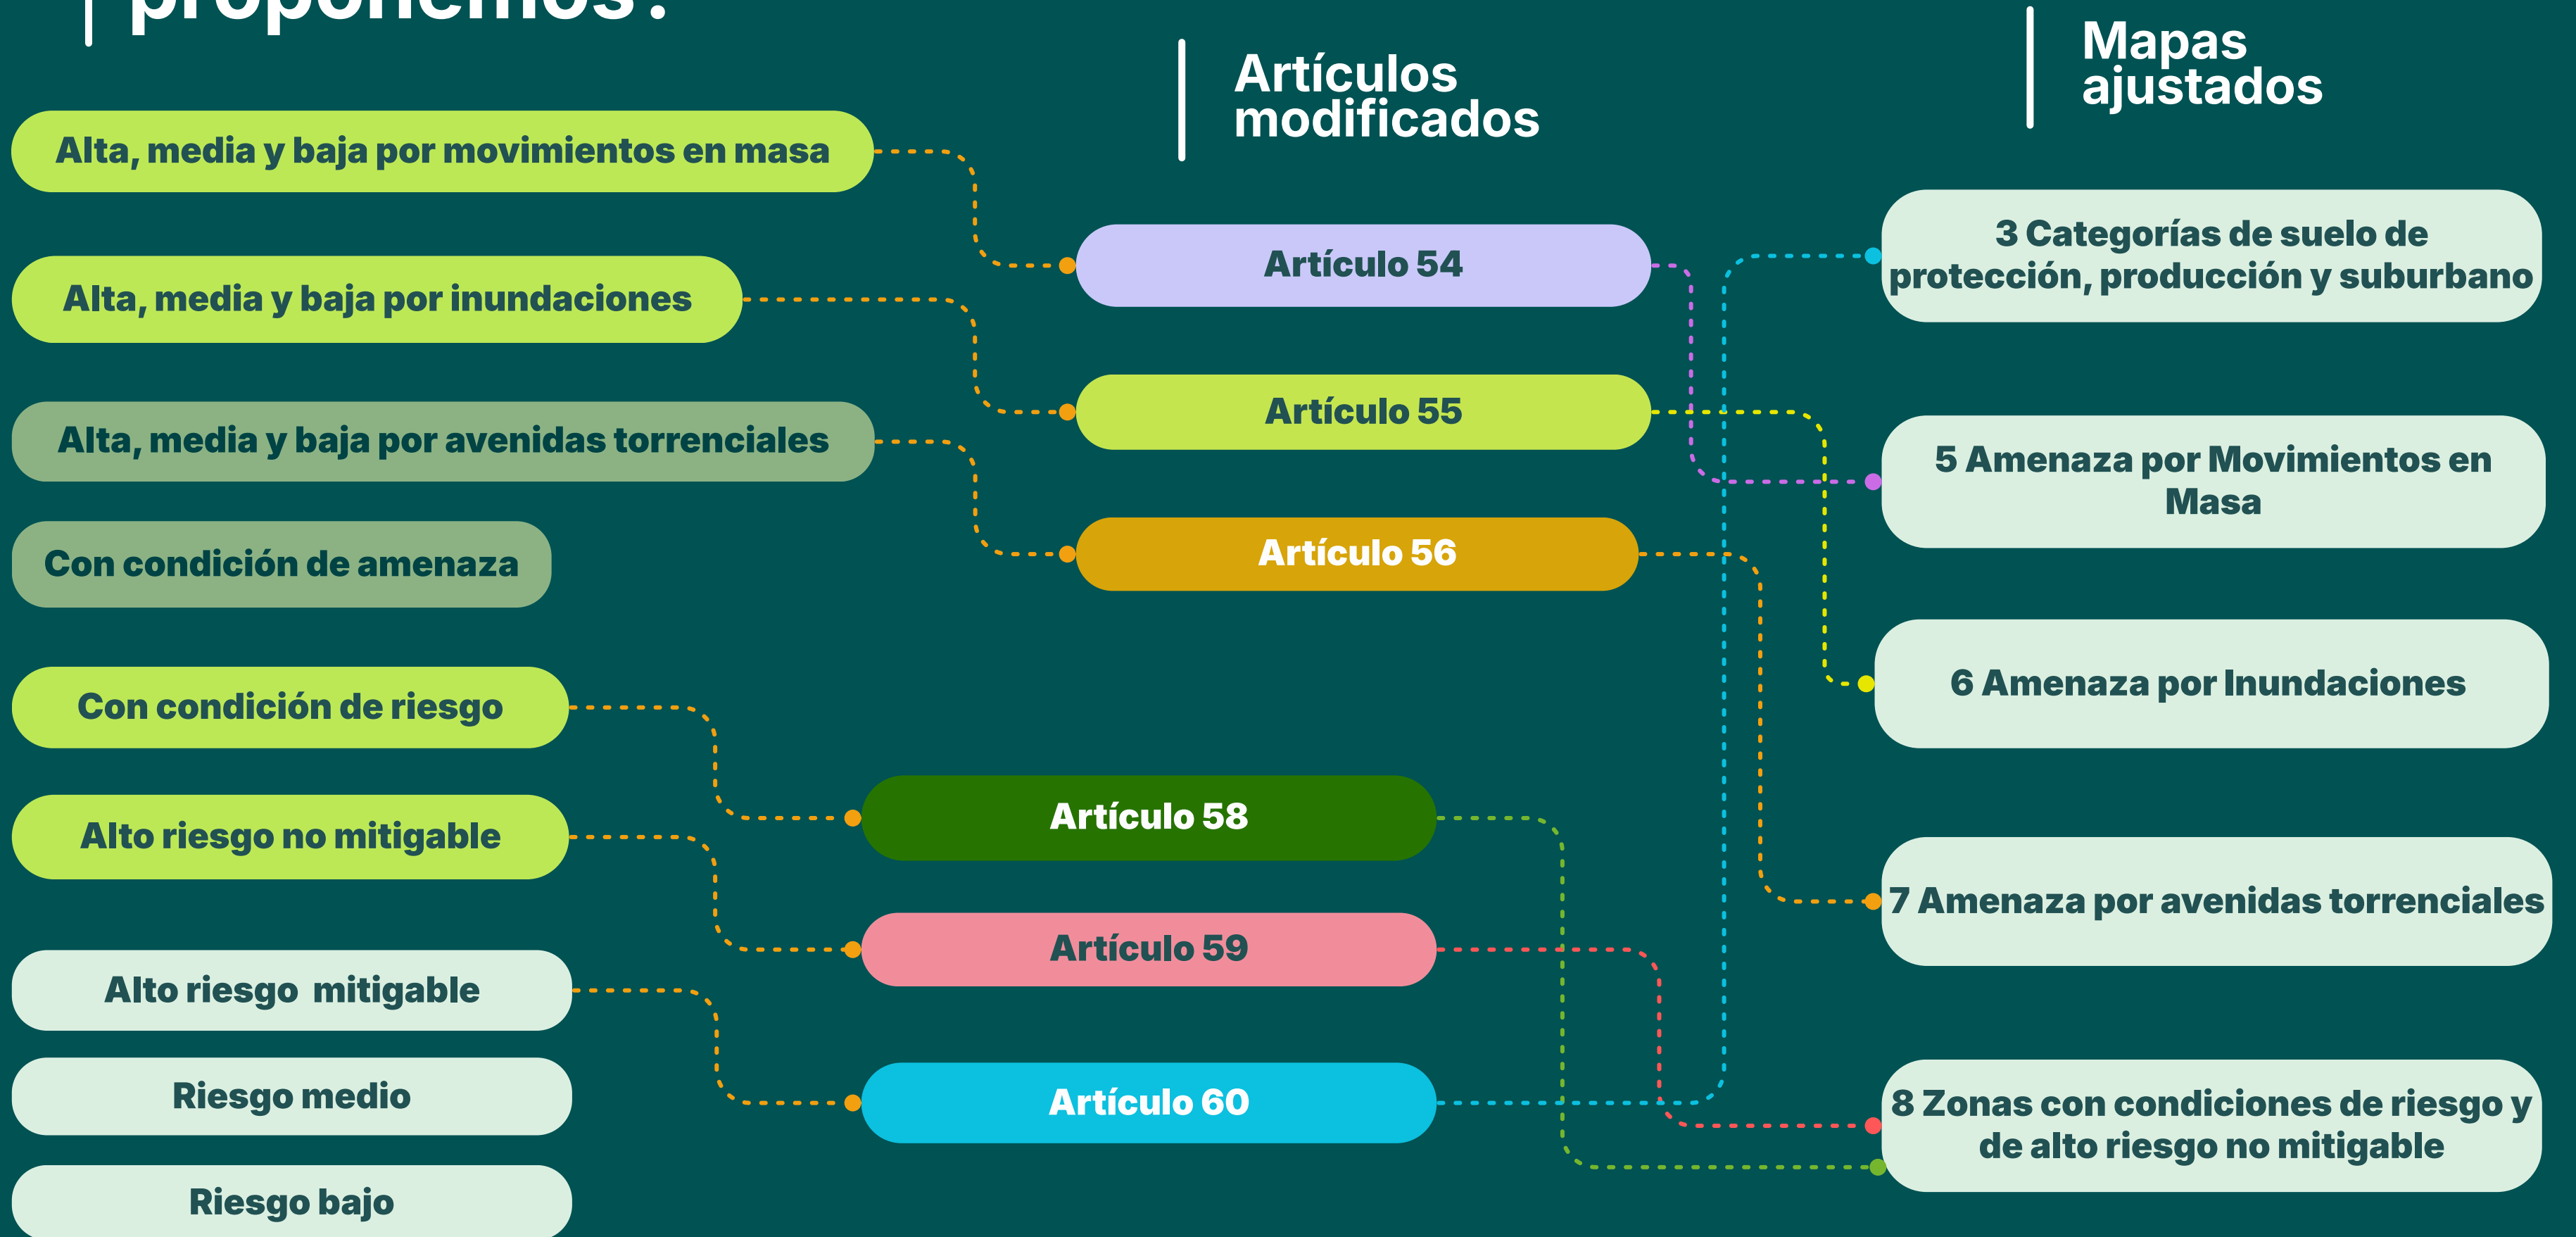 proponemos?
Alta, media y baja por movimientos en masa
Alta, media y baja por inundaciones
Alta, media y baja por avenidas torrenciales
Con condición de amenaza
Con condición de riesgo
Alto riesgo no mitigable
Alto riesgo  mitigable
Riesgo medio
Riesgo bajo
Artículos
modificados
Artículo 54
Artículo 55
Artículo 56
Artículo 58
Artículo 59
Artículo 60
Mapas
ajustados
3 Categorías de suelo de
protección, producción y suburbano
5 Amenaza por Movimientos en
Masa
6 Amenaza por Inundaciones
7 Amenaza por avenidas torrenciales
8 Zonas con condiciones de riesgo y
de alto riesgo no mitigable